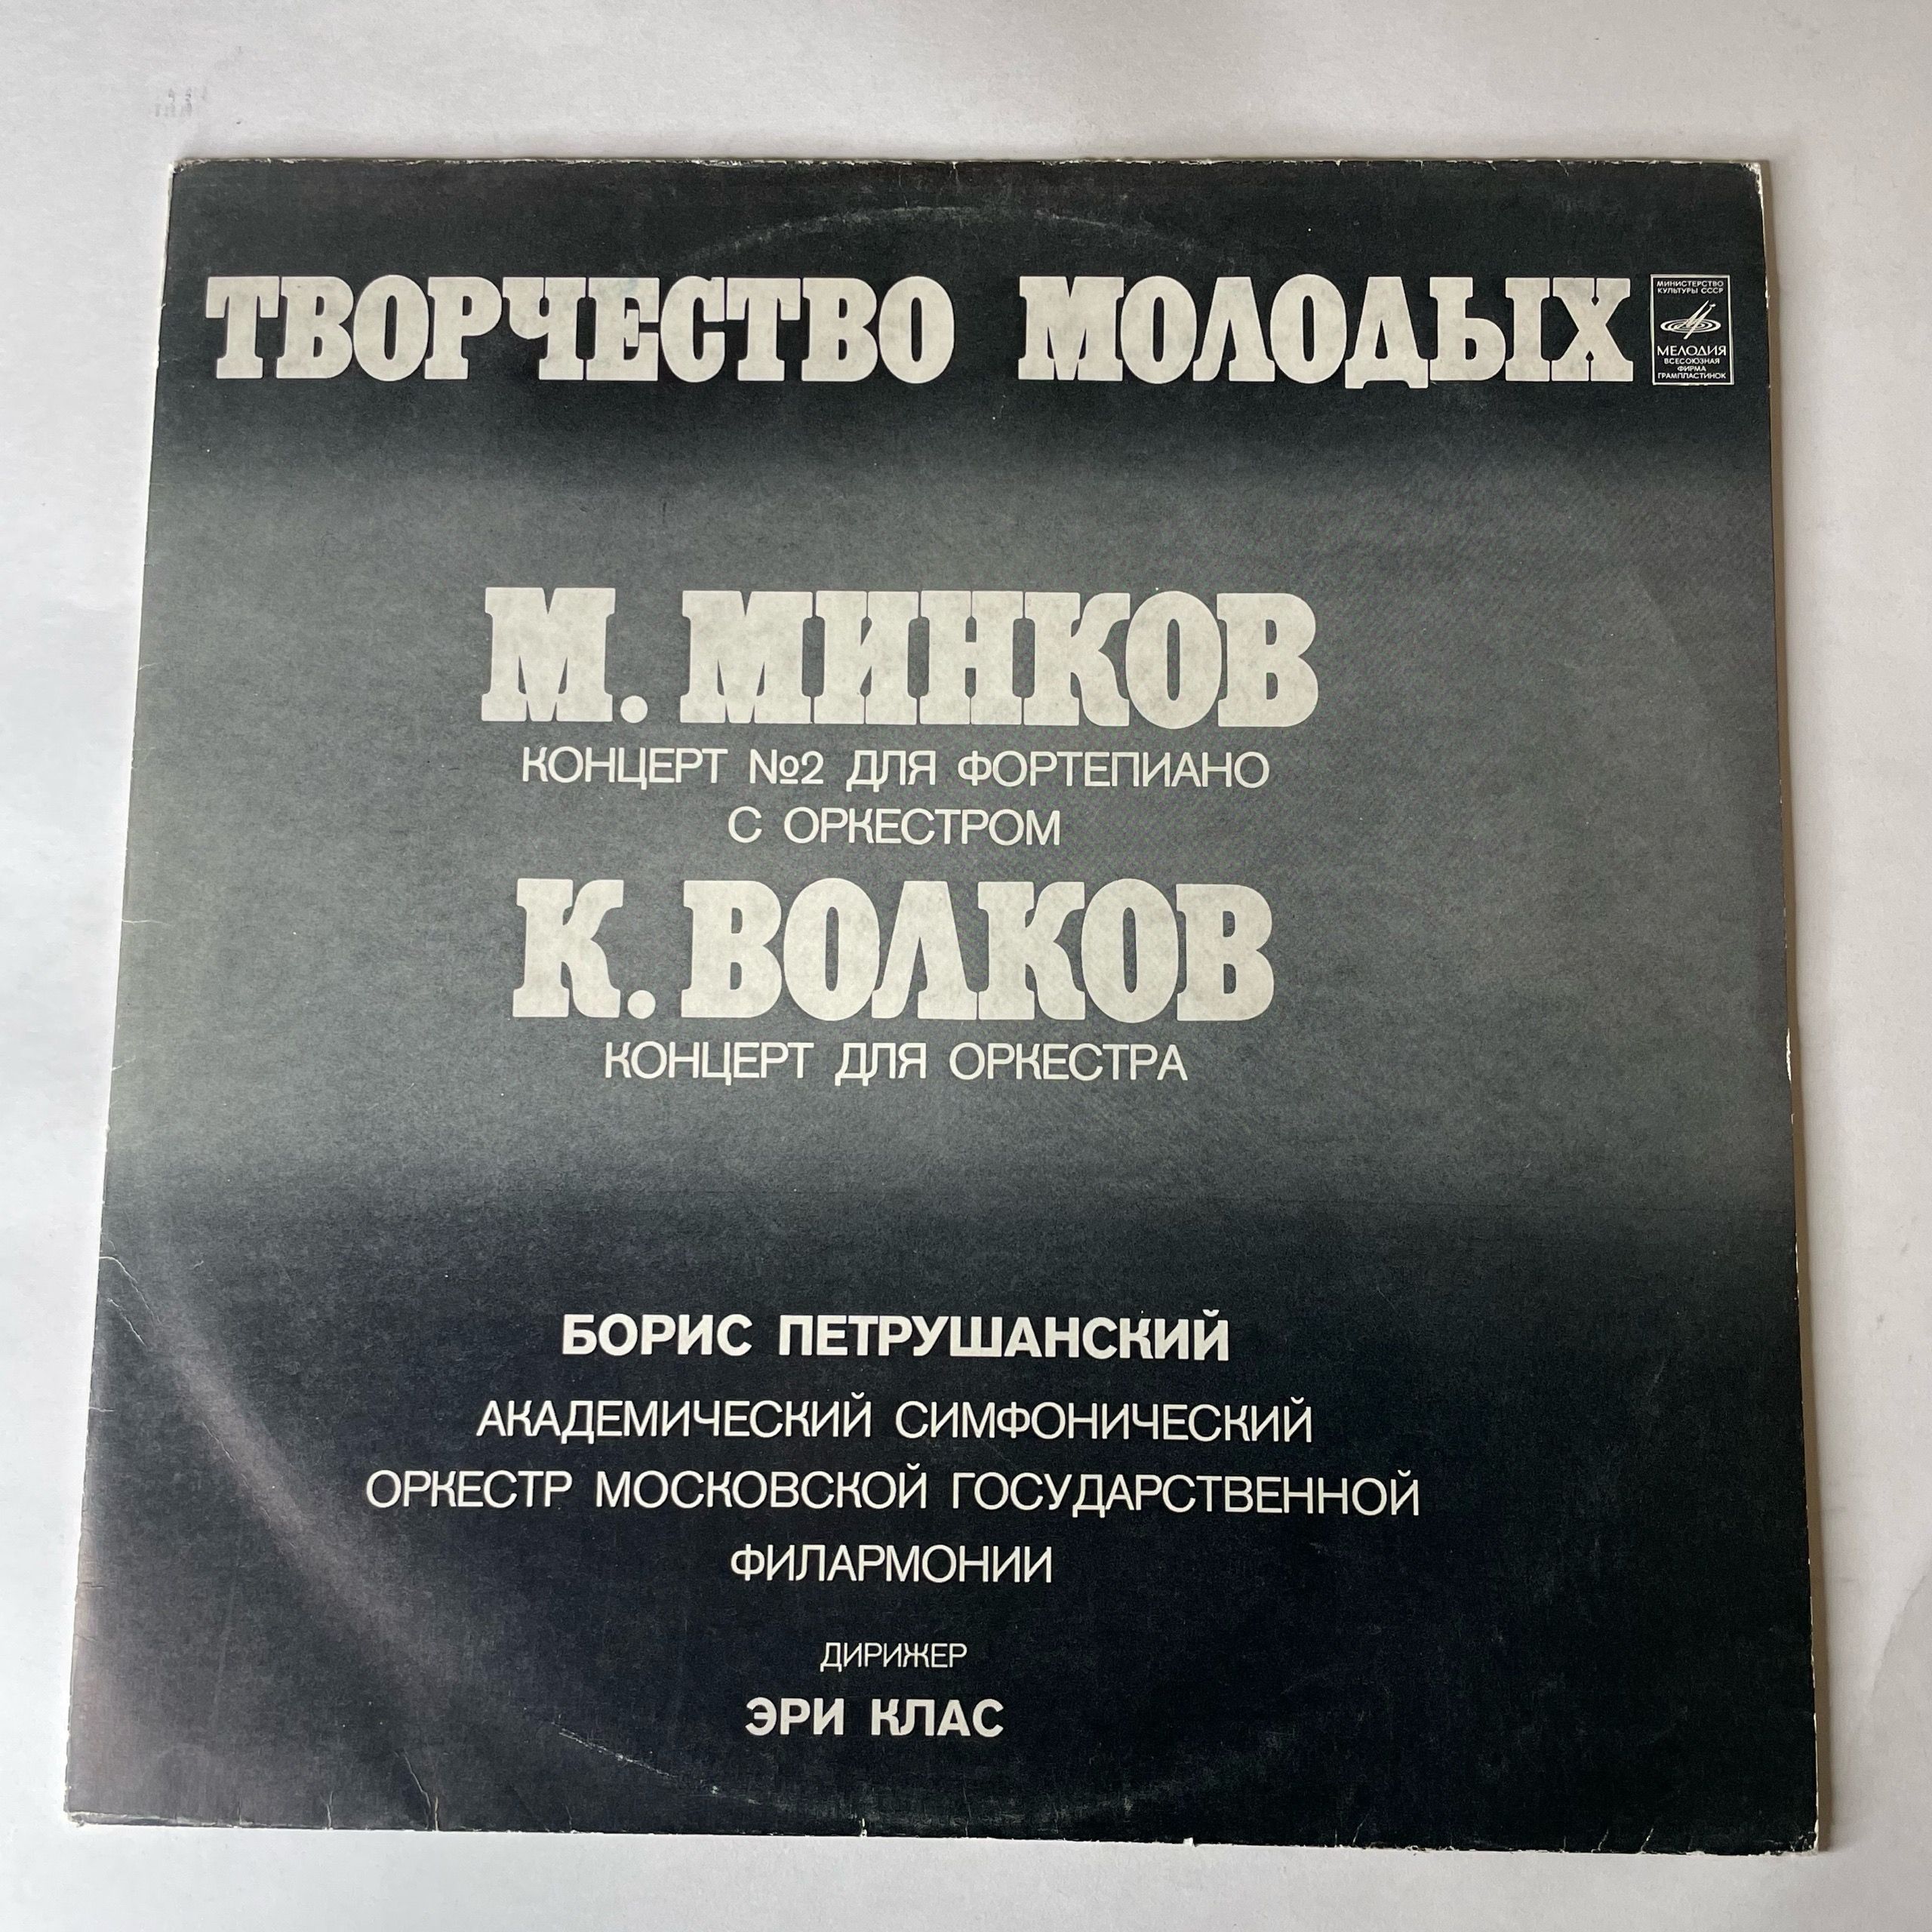 ТВОРЧЕСТВО МОЛОДЫХ
МИНИСТЕРСТВО
КУЛЬТУРЫ СССР
МЕЛОДИЯ
ВСЕСОЮЗНАЯ
ФИРМА
ГРАМПЛАСТИНОК
М. МИНКОВ
КОНЦЕРТ №2 ДЛЯ ФОРТЕПИАНО
С ОРКЕСТРОМ
К. ВОЛКОВ
КОНЦЕРТ ДЛЯ ОРКЕСТРА
БОРИС ПЕТРУШАНСКИЙ
АКАДЕМИЧЕСКИЙ СИМФОНИЧЕСКИЙ
ОРКЕСТР МОСКОВСКОЙ ГОСУДАРСТВЕННОЙ
ФИЛАРМОНИИ
ДИРИЖЕР
ЭРИ КЛАС